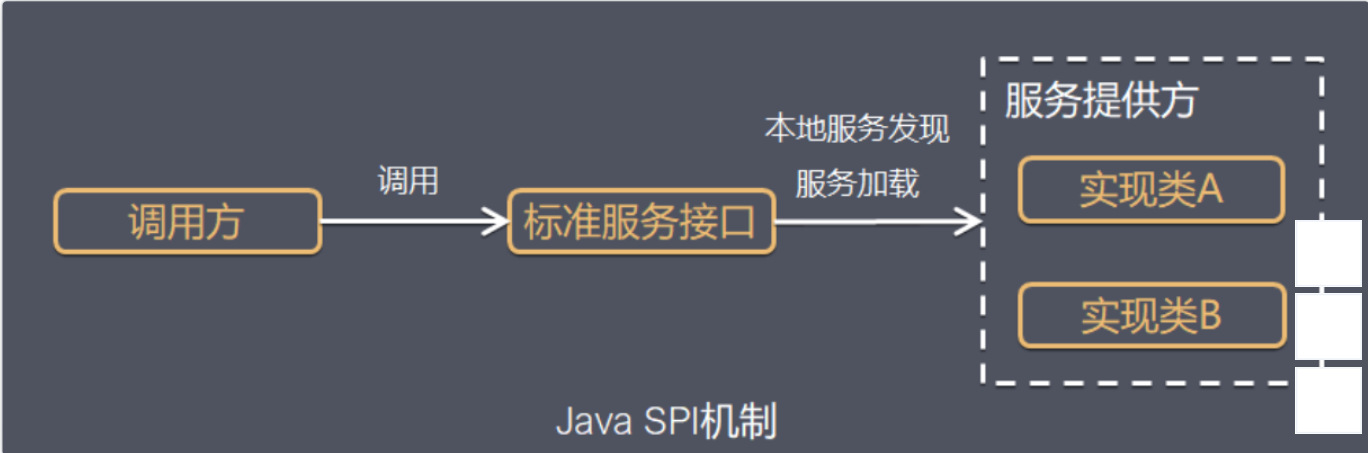 服务提供方
本地服务发现
调用
服务加载
实现类A
调用方
标准服务接口
实现类B
Java SPI机制